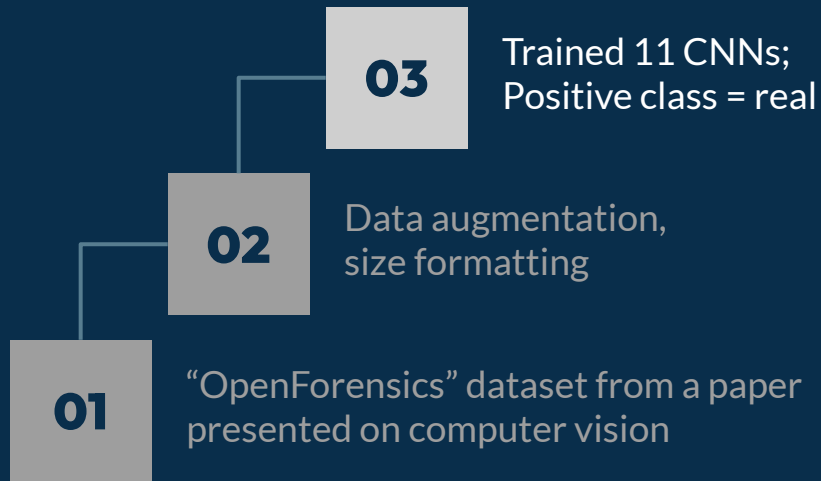 03
Trained 11 CNNs;
Positive class = real
02
Data augmentation,
size formatting
01
“OpenForensics” dataset from a paper
presented on computer vision